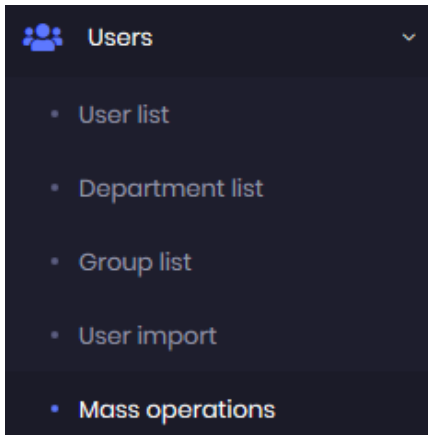 Users
User list
Department list
Group list
User import
Mass operations